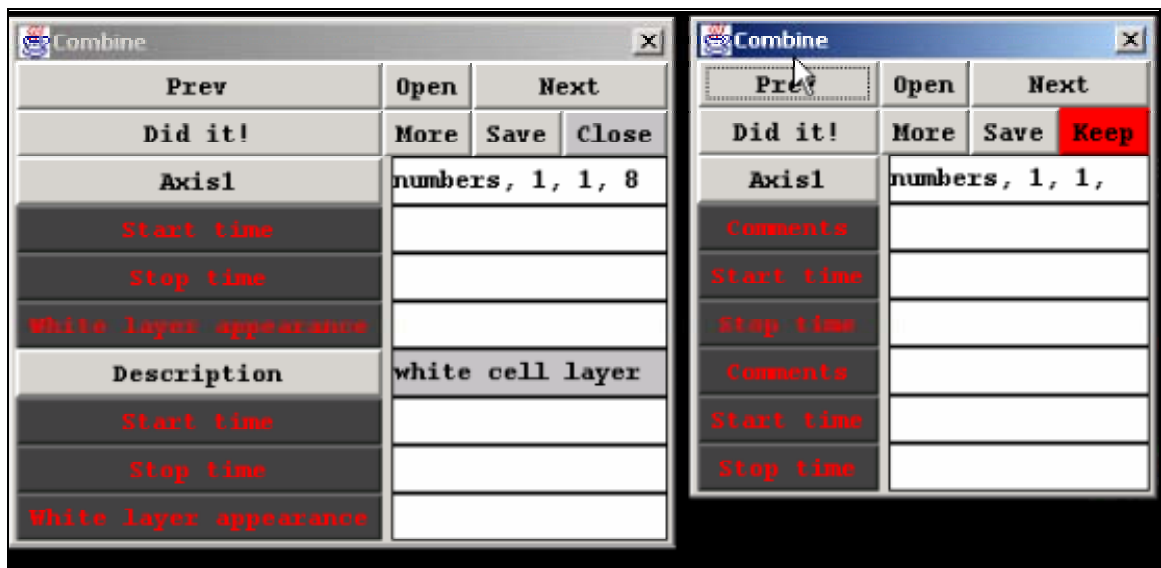 Combine
Prev Open Next
Did it! More Save Close
Axis1 numbers, 1, 1, 8
Start time
Stop time
White layer appearance
Description white cell layer
Start time
Stop time
White layer appearance
Combine
Prev Open Next
Did it! More Save Keep
Axis1 numbers, 1, 1,
Comments
Start time
Stop time
Comments
Start time
Stop time